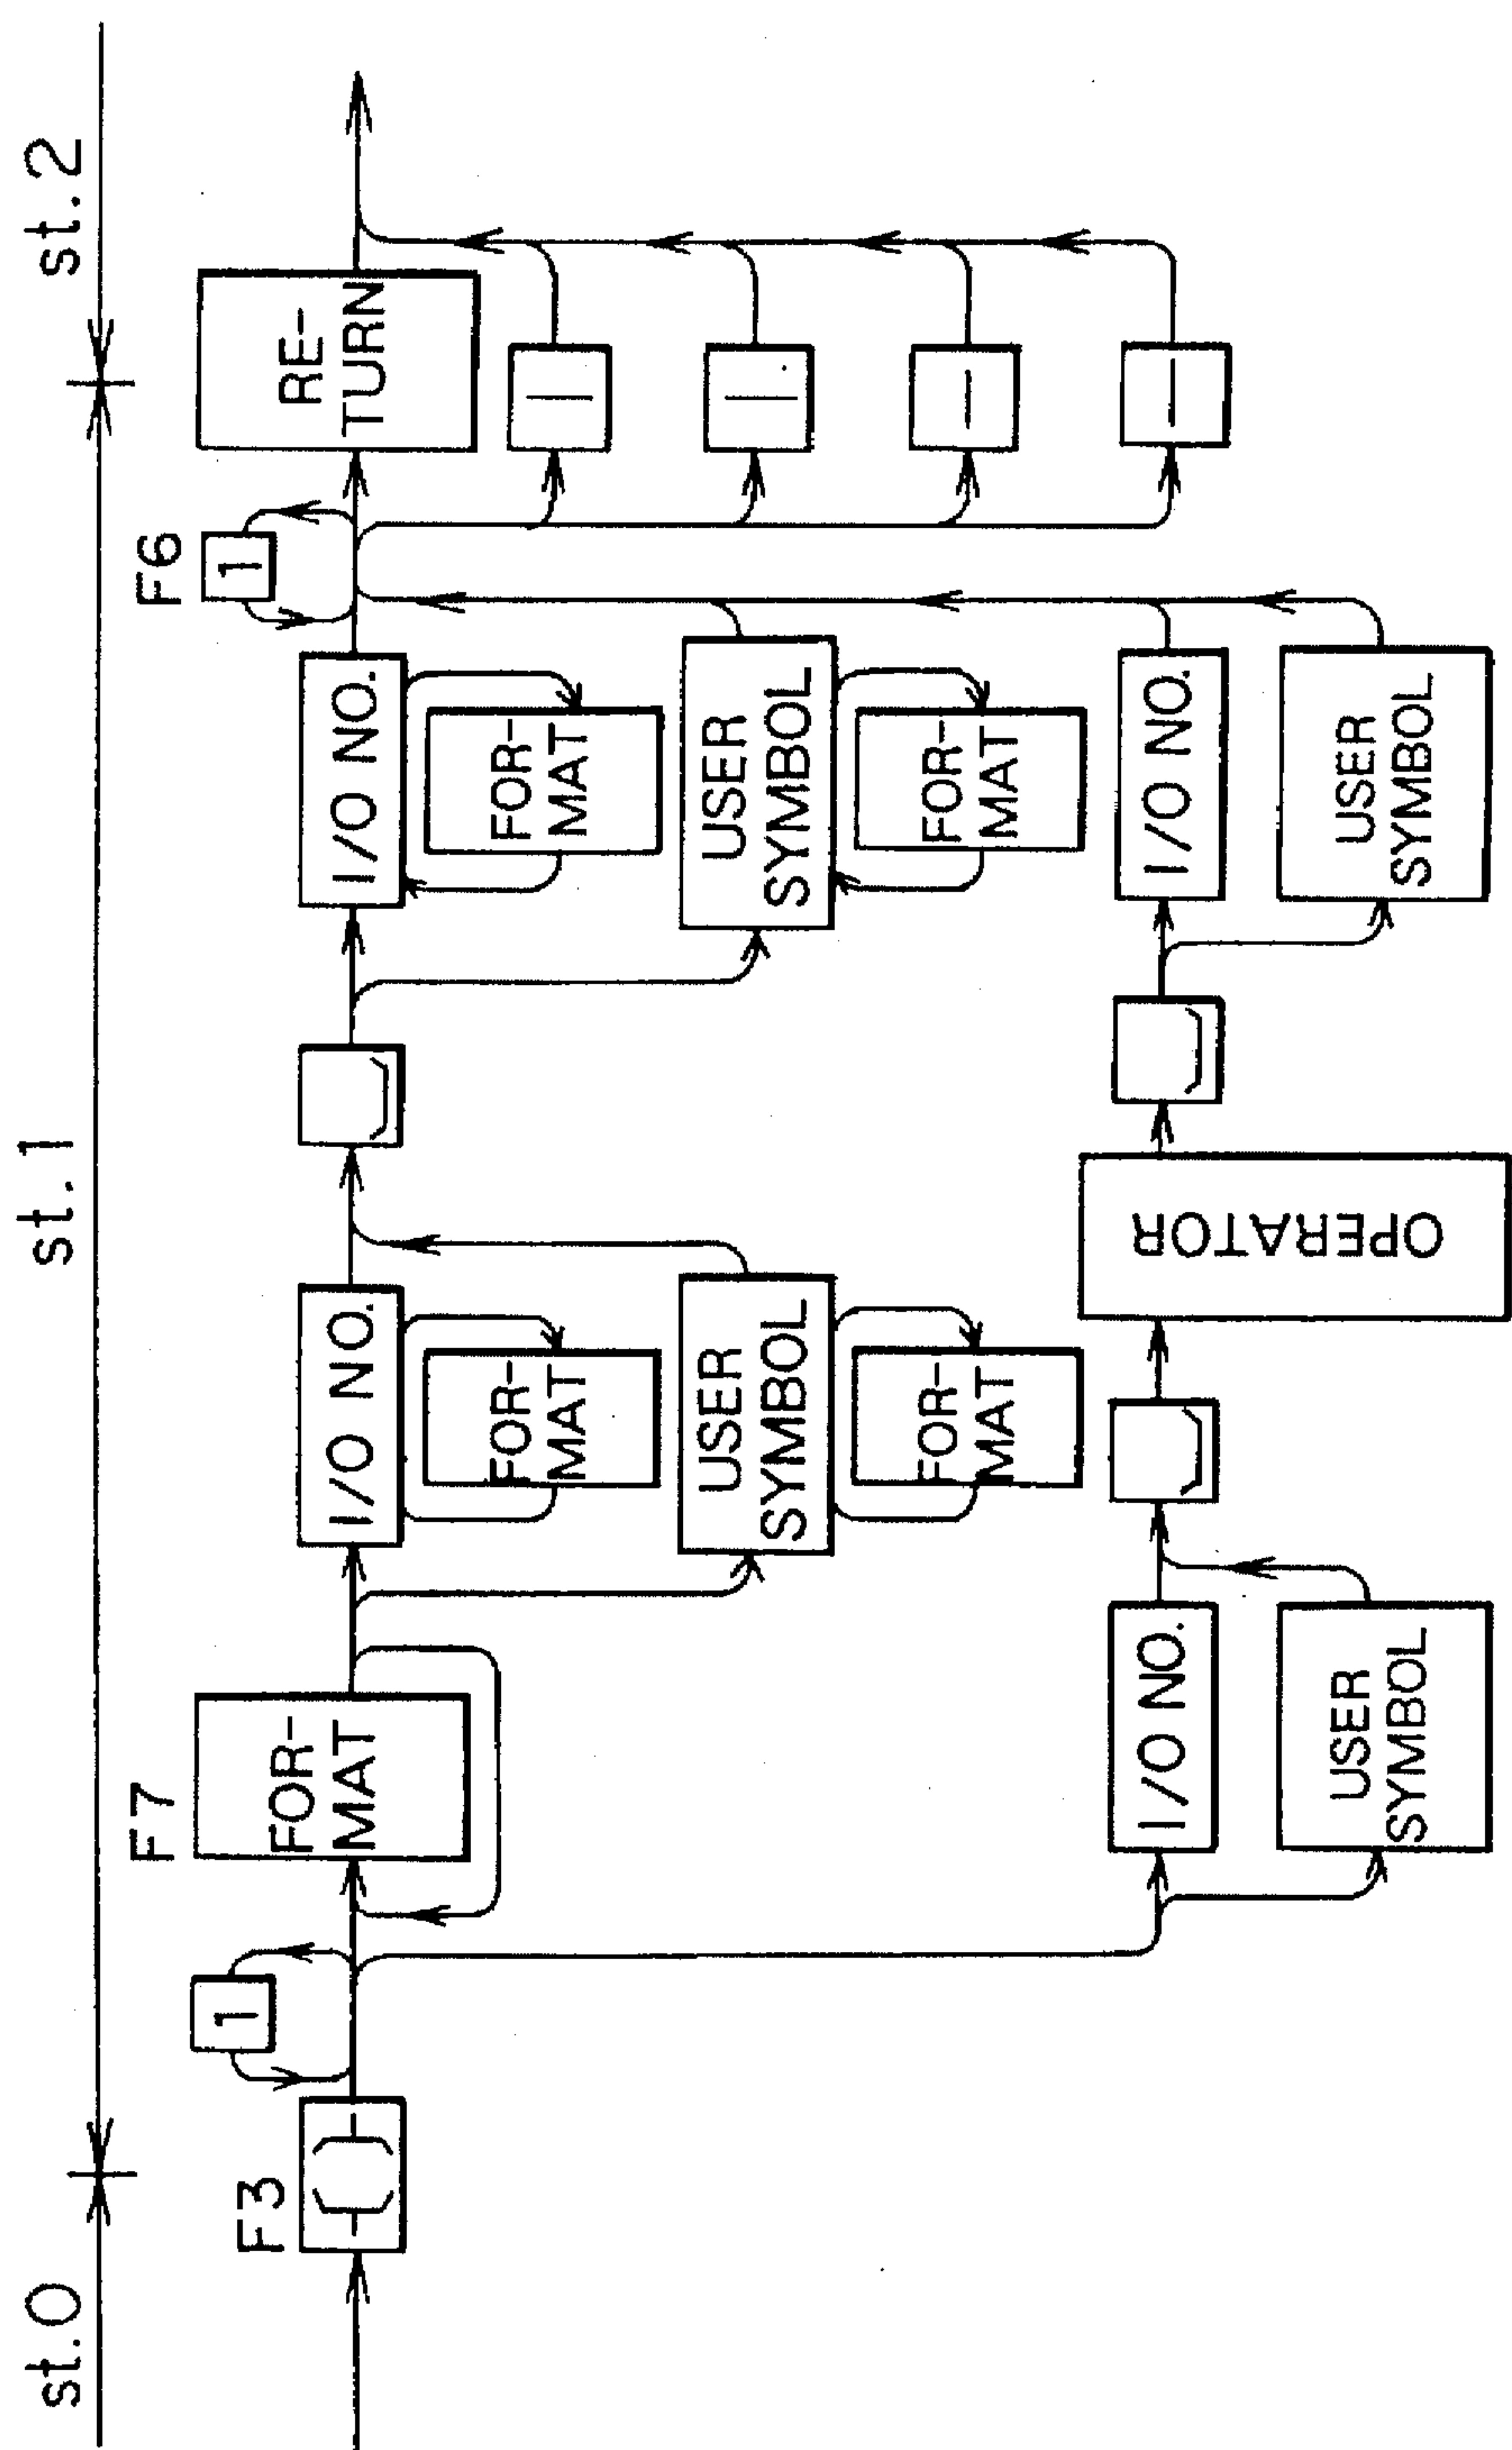 st.0
st.1
st.2
F3
1
F7
FOR-
MAT
I/O NO.
FOR-
MAT
USER
SYMBOL
FOR-
MAT
I/O NO.
FOR-
MAT
USER
SYMBOL
FOR-
MAT
F6
1
RE-
TURN
I/O NO.
USER
SYMBOL
OPERATOR
I/O NO.
USER
SYMBOL